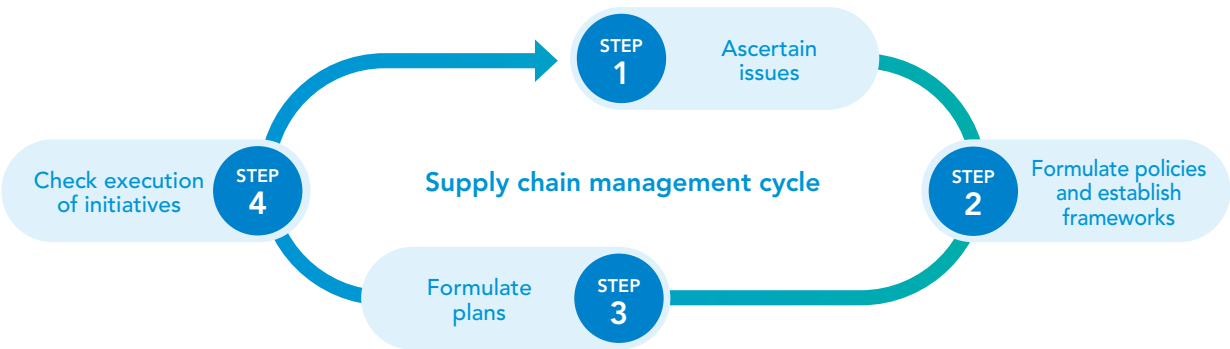 STEP
1
Ascertain
issues
STEP
2
Formulate policies
and establish
frameworks
Supply chain management cycle
STEP
3
Formulate
plans
STEP
4
Check execution
of initiatives